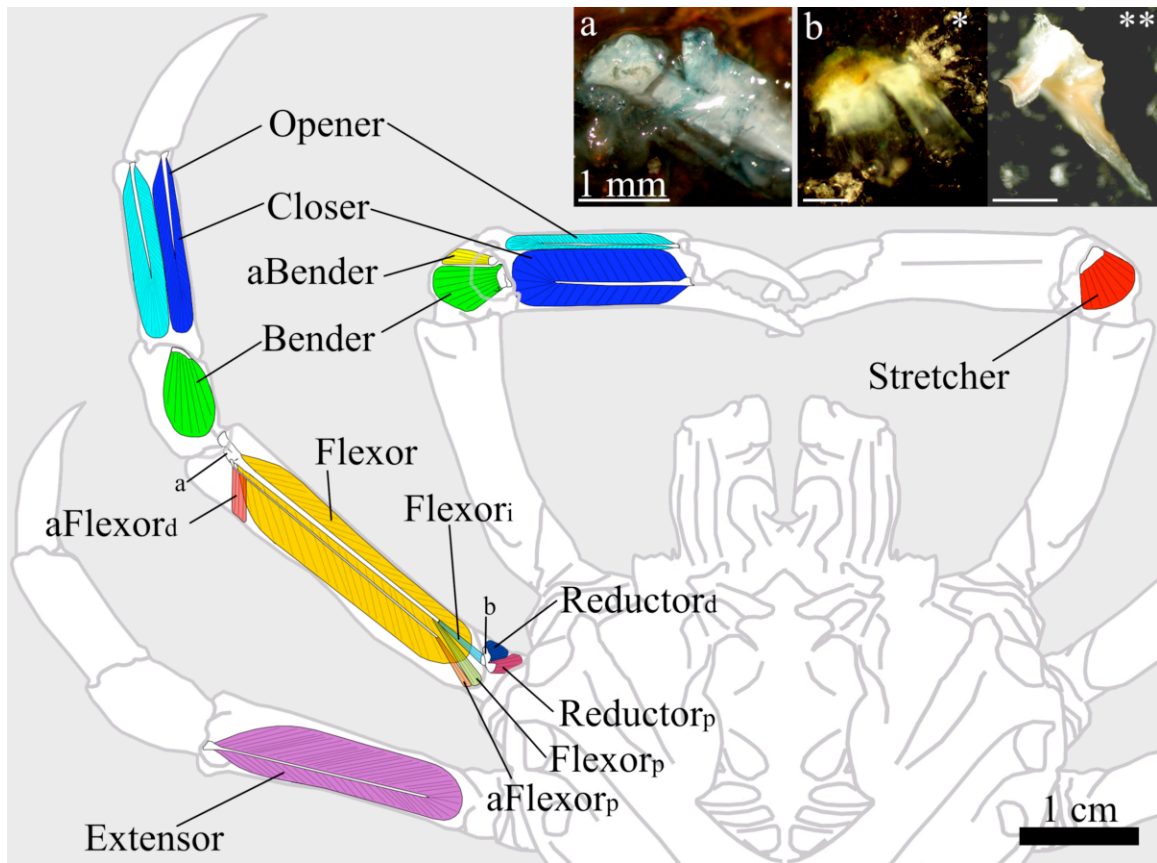 a
1 mm
b
*
**
Opener
Closer
aBender
Bender
Stretcher
Flexor
a
aFlexord
Flexori
b
Reductord
Reductorp
Flexorp
aFlexorp
Extensor
1 cm